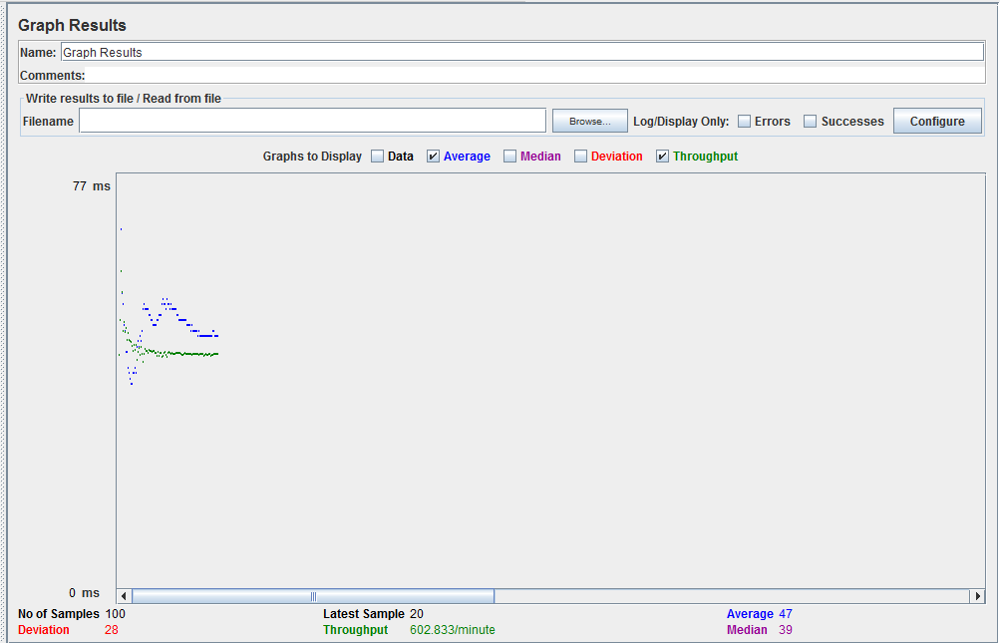 Graph Results
Name: Graph Results
Comments:
Write results to file / Read from file
Filename Browse... Log/Display Only: Errors Successes Configure
Graphs to Display Data Average Median Deviation Throughput
77 ms
0 ms
No of Samples 100 Latest Sample 20 Average 47
Deviation 28 Throughput 602.833/minute Median 39